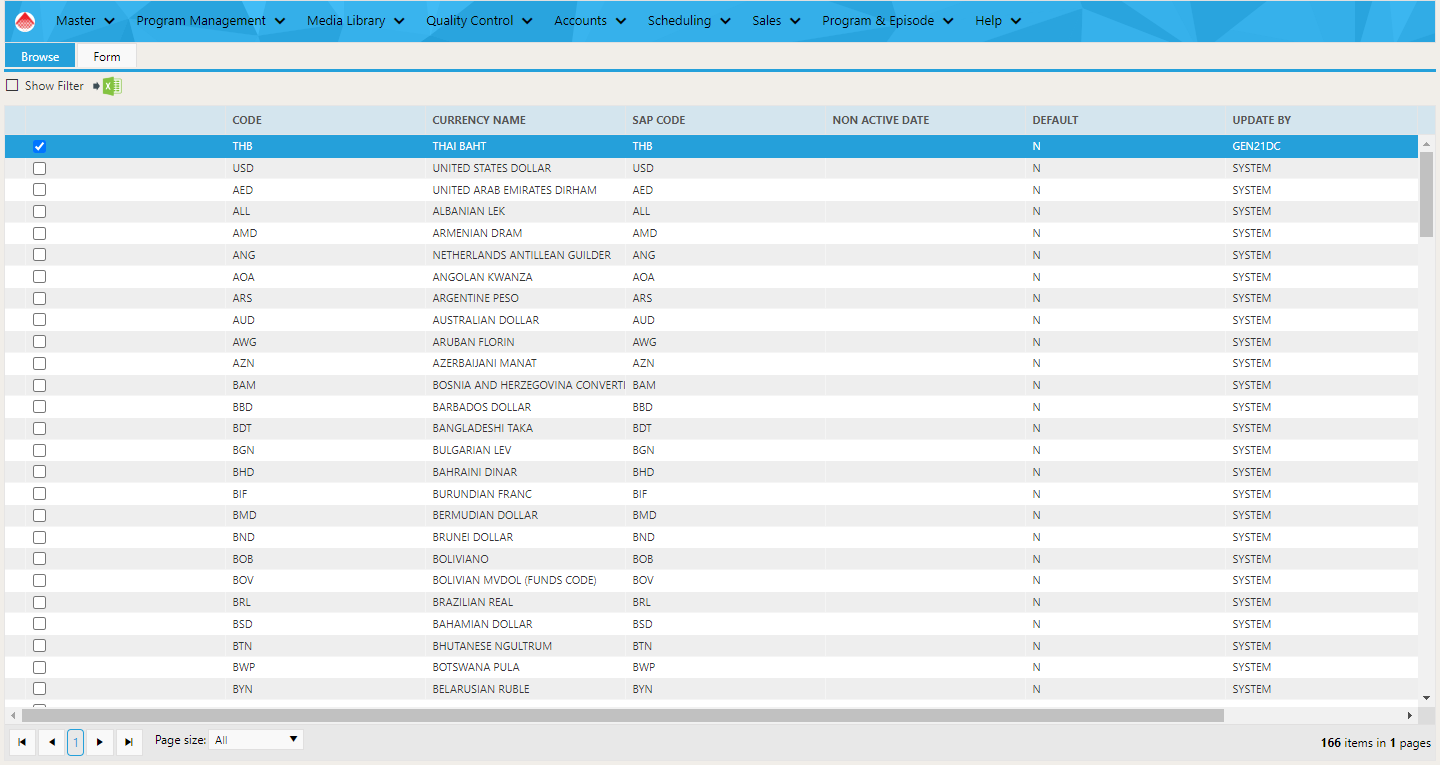 Master Program Management Media Library Quality Control Accounts Scheduling Sales Program & Episode Help
Browse Form
Show Filter
CODE CURRENCY NAME SAP CODE NON ACTIVE DATE DEFAULT UPDATE BY
THB THAI BAHT THB N GEN21DC
USD UNITED STATES DOLLAR USD N SYSTEM
AED UNITED ARAB EMIRATES DIRHAM AED N SYSTEM
ALL ALBANIAN LEK ALL N SYSTEM
AMD ARMENIAN DRAM AMD N SYSTEM
ANG NETHERLANDS ANTILLEAN GUILDER ANG N SYSTEM
AOA ANGOLAN KWANZA AOA N SYSTEM
ARS ARGENTINE PESO ARS N SYSTEM
AUD AUSTRALIAN DOLLAR AUD N SYSTEM
AWG ARUBAN FLORIN AWG N SYSTEM
AZN AZERBAIJANI MANAT AZN N SYSTEM
BAM BOSNIA AND HERZEGOVINA CONVERTI BAM N SYSTEM
BBD BARBADOS DOLLAR BBD N SYSTEM
BDT BANGLADESHI TAKA BDT N SYSTEM
BGN BULGARIAN LEV BGN N SYSTEM
BHD BAHRAINI DINAR BHD N SYSTEM
BIF BURUNDIAN FRANC BIF N SYSTEM
BMD BERMUDIAN DOLLAR BMD N SYSTEM
BND BRUNEI DOLLAR BND N SYSTEM
BOB BOLIVIANO BOB N SYSTEM
BOV BOLIVIAN MVDOL (FUNDS CODE) BOV N SYSTEM
BRL BRAZILIAN REAL BRL N SYSTEM
BSD BAHAMIAN DOLLAR BSD N SYSTEM
BTN BHUTANESE NGULTRUM BTN N SYSTEM
BWP BOTSWANA PULA BWP N SYSTEM
BYN BELARUSIAN RUBLE BYN N SYSTEM
1 Page size: All 166 items in 1 pages